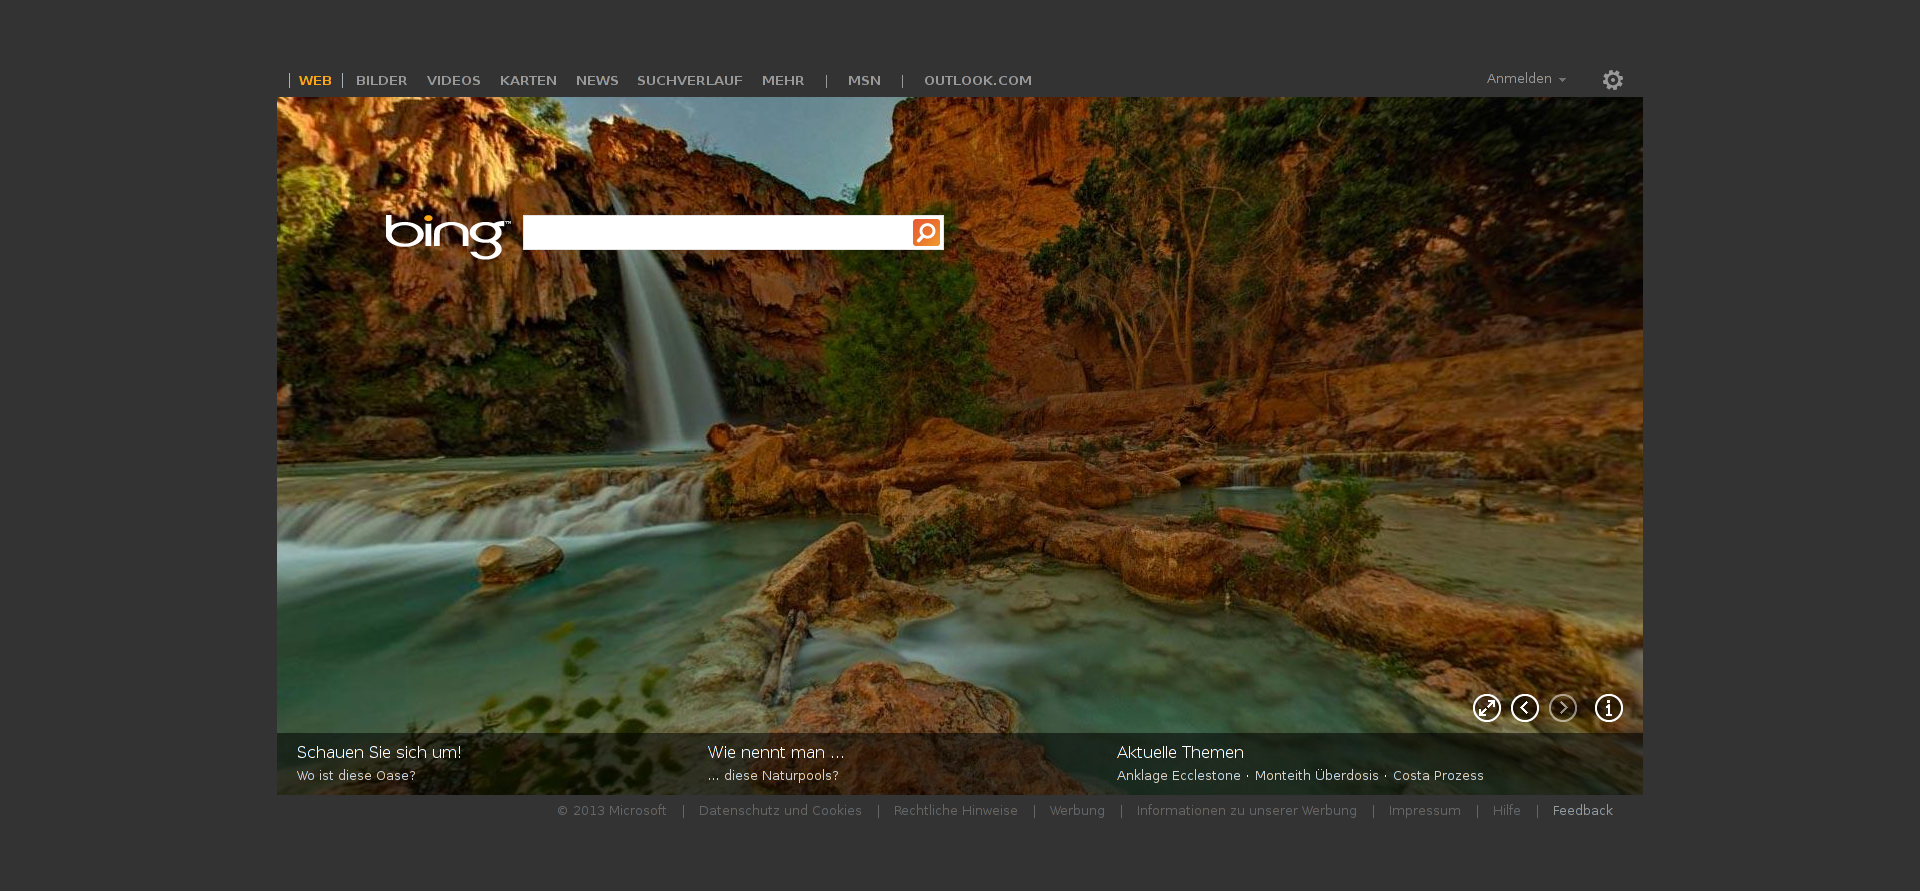 WEB | BILDER VIDEOS KARTEN NEWS SUCHVERLAUF MEHR | MSN | OUTLOOK.COM Anmelden
bing™
Schauen Sie sich um!
Wo ist diese Oase?
Wie nennt man ...
... diese Naturpools?
Aktuelle Themen
Anklage Ecclestone · Monteith Überdosis · Costa Prozess
© 2013 Microsoft | Datenschutz und Cookies | Rechtliche Hinweise | Werbung | Informationen zu unserer Werbung | Impressum | Hilfe | Feedback